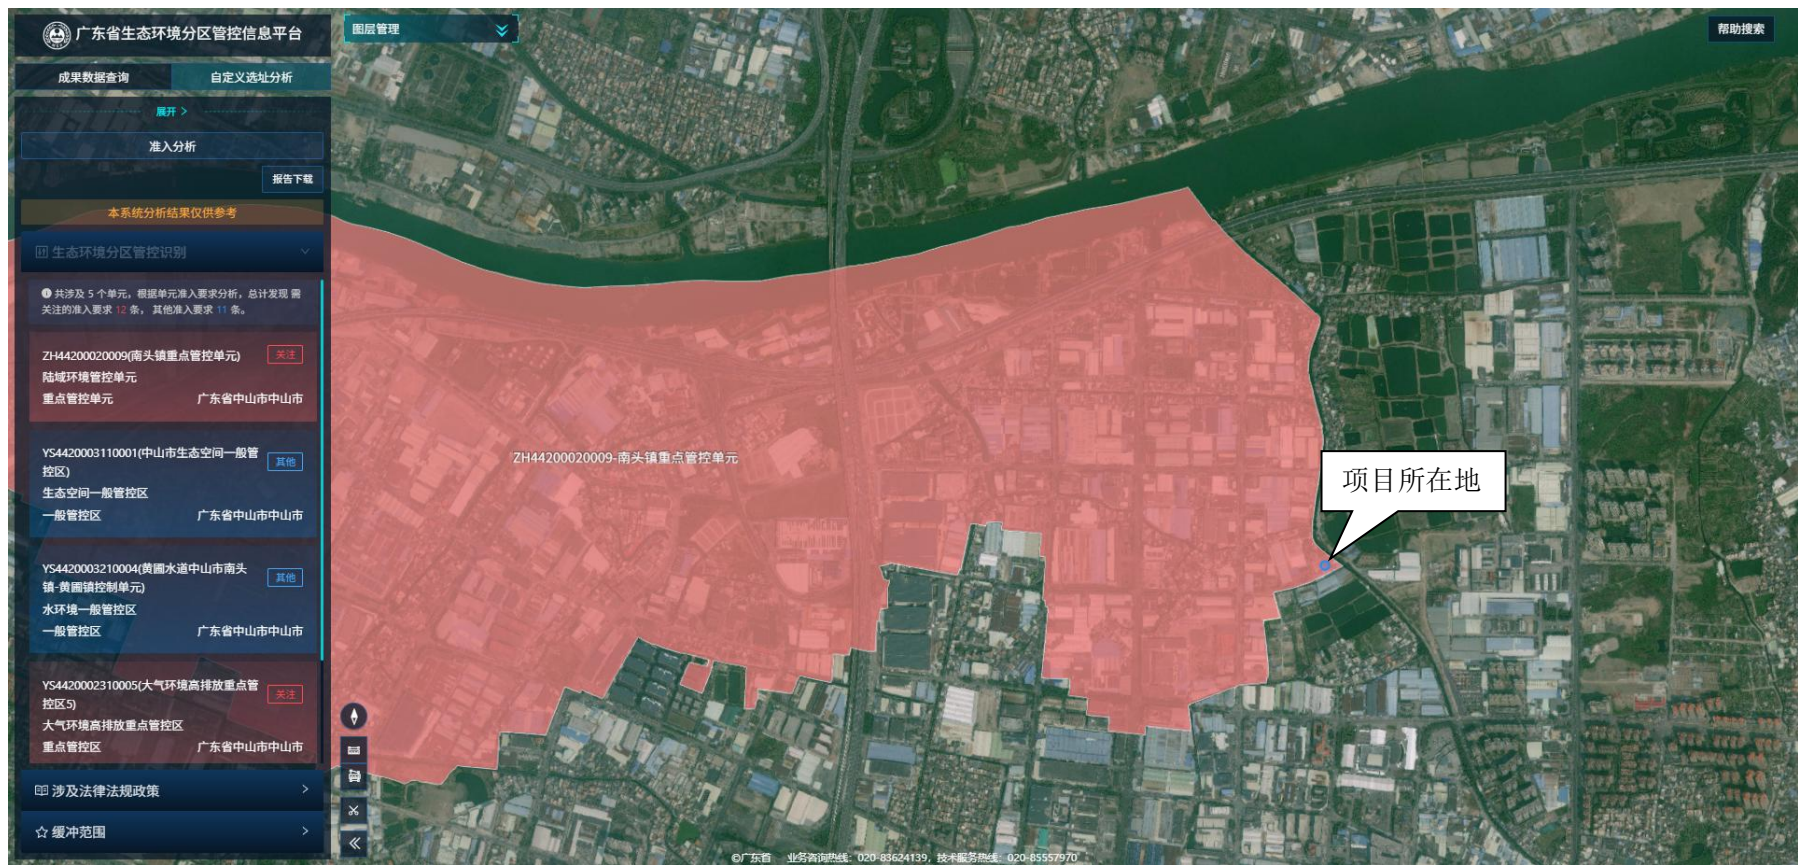 广东省生态环境分区管控信息平台
图层管理
帮助搜索
成果数据查询
自定义选址分析
展开 >
准入分析
报告下载
本系统分析结果仅供参考
生态环境分区管控识别
共涉及 5 个单元，根据单元准入要求分析，总计发现 需
关注的准入要求 12 条， 其他准入要求 11 条。
ZH44200020009(南头镇重点管控单元)
关注
陆域环境管控单元
重点管控单元
广东省中山市中山市
YS4420003110001(中山市生态空间一般管
控区)
其他
生态空间一般管控区
一般管控区
广东省中山市中山市
YS4420003210004(黄圃水道中山市南头
镇-黄圃镇控制单元)
其他
水环境一般管控区
一般管控区
广东省中山市中山市
YS4420002310005(大气环境高排放重点管
控区5)
关注
大气环境高排放重点管控区
重点管控区
广东省中山市中山市
涉及法律法规政策
缓冲范围
ZH44200020009-南头镇重点管控单元
项目所在地
©广东省 业务咨询热线：020-83624139，技术服务热线：020-85557970